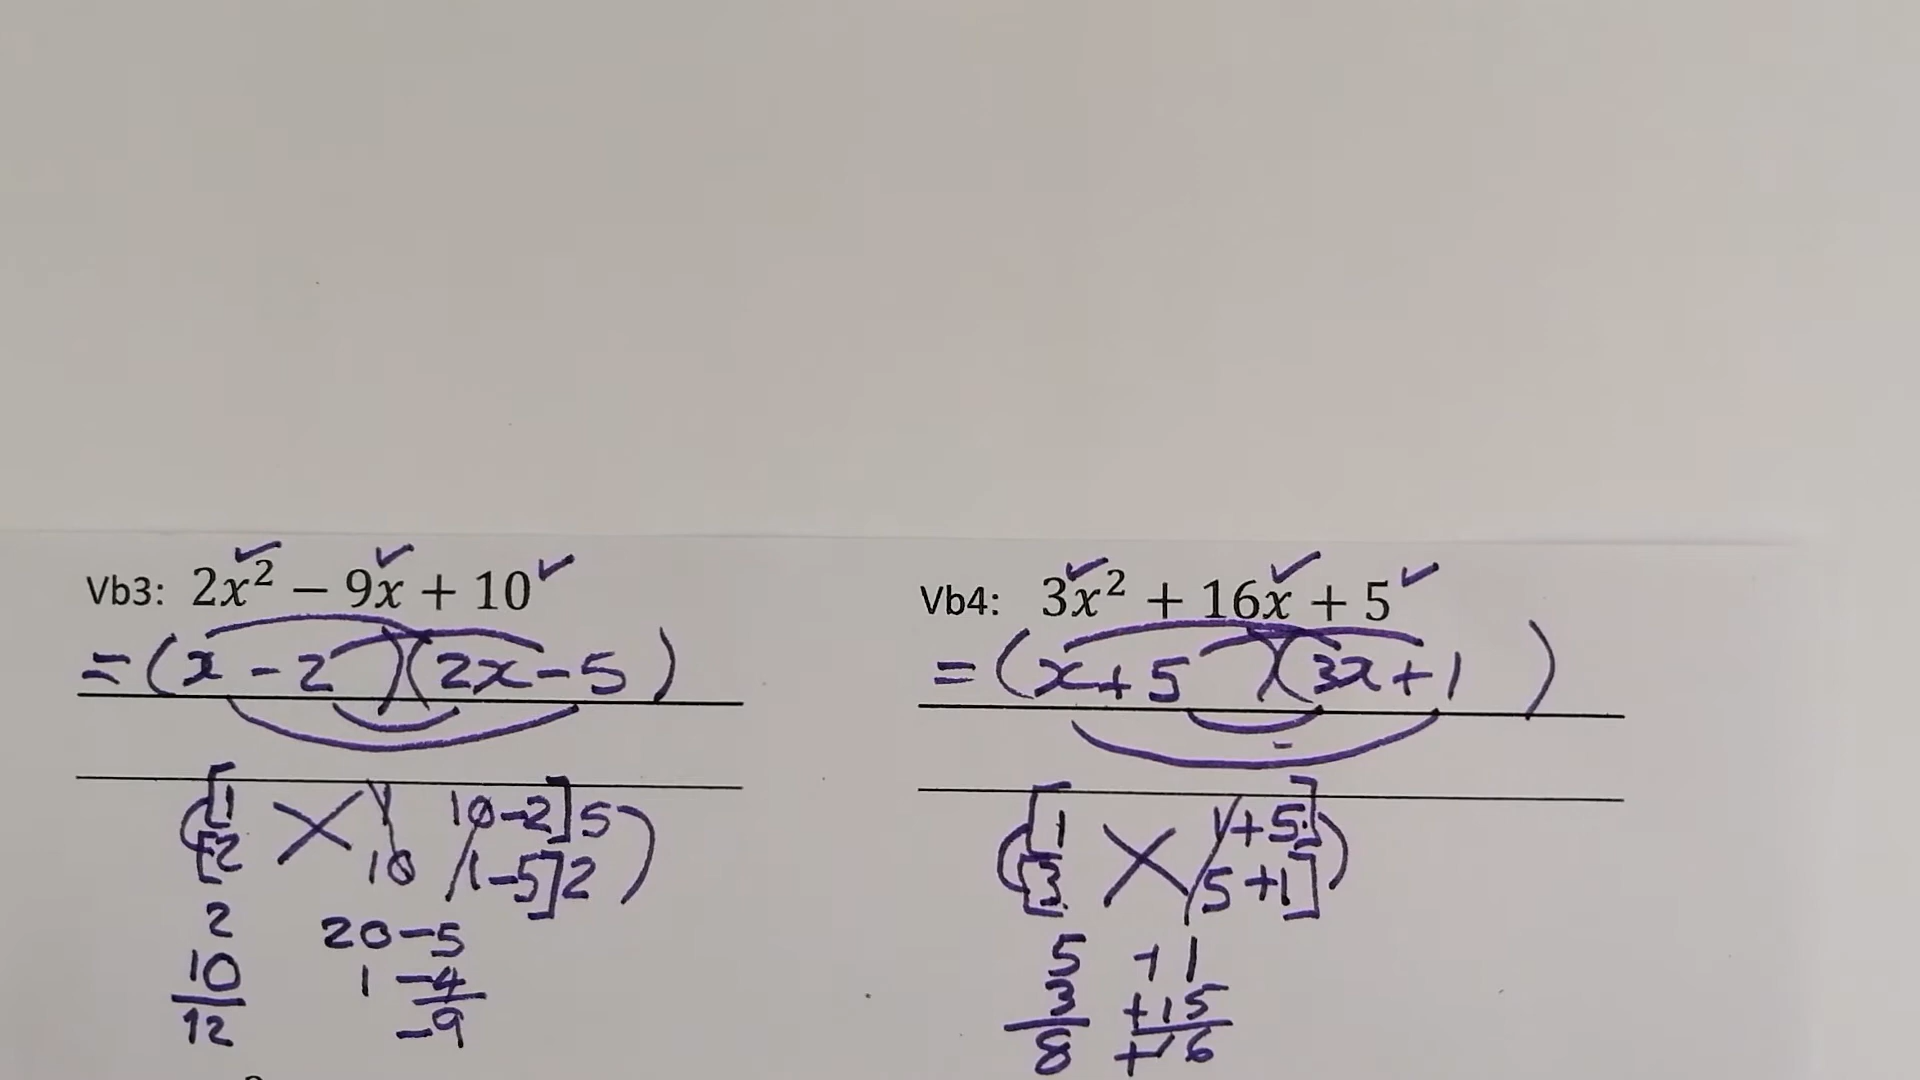 Vb3: 2x² − 9x + 10
= (x − 2)(2x − 5)
[1 1 10 −2] 5
[2 10 1 −5] 2
2 20 −5
10 1 −4
12 −9
Vb4: 3x² + 16x + 5
= (x + 5)(3x + 1)
[1 1 +5]
[3 5 +1]
5 +1
3 +15
8 +16